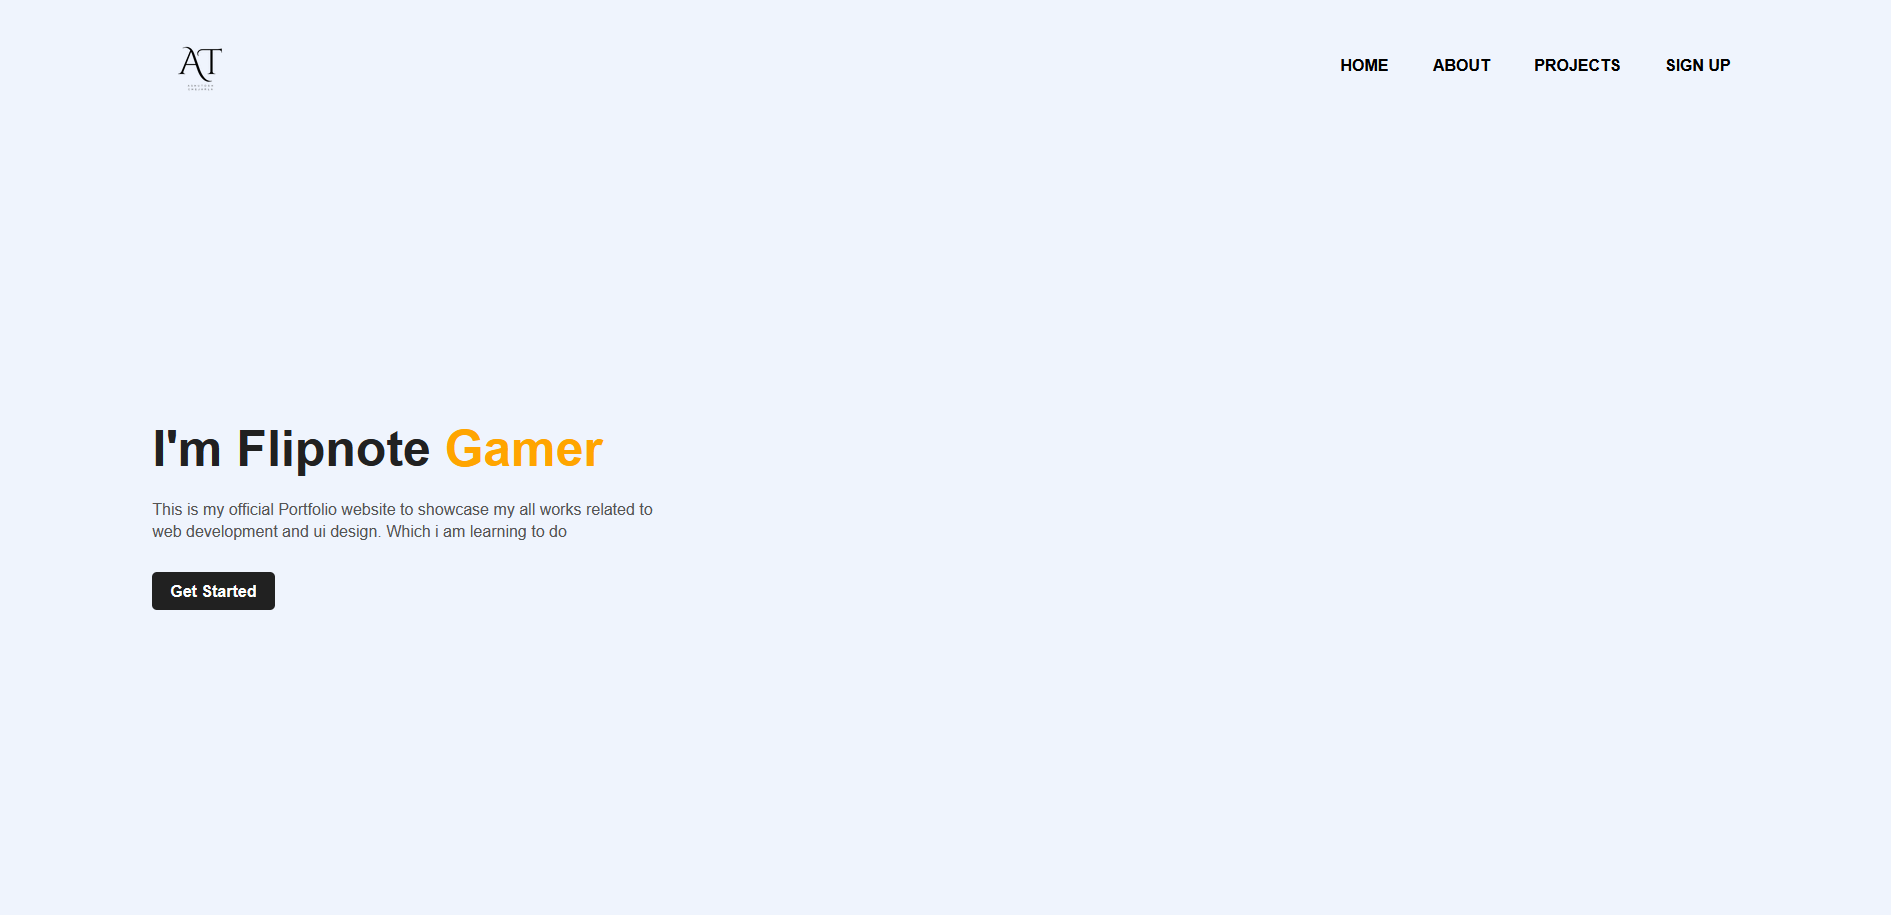 AT
HOME ABOUT PROJECTS SIGN UP
I'm Flipnote Gamer
This is my official Portfolio website to showcase my all works related to
web development and ui design. Which i am learning to do
Get Started